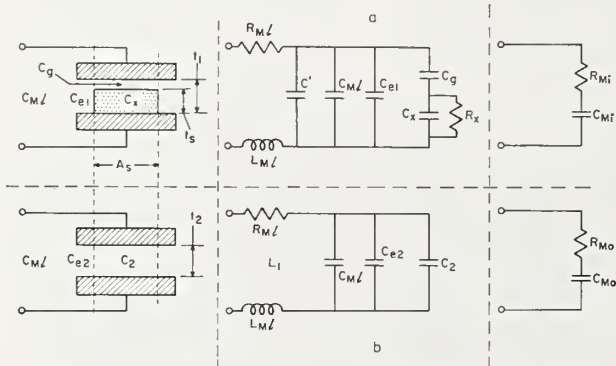 a
C_g
C_Ml C_e1 C_x
t_1
t_s
A_s
R_Ml
C' C_Ml C_e1 C_g
C_x R_x
L_Ml
R_Mi
C_Mi
C_Ml C_e2 C_2
t_2
R_Ml
L_1 C_Ml C_e2 C_2
L_Ml
R_Mo
C_Mo
b